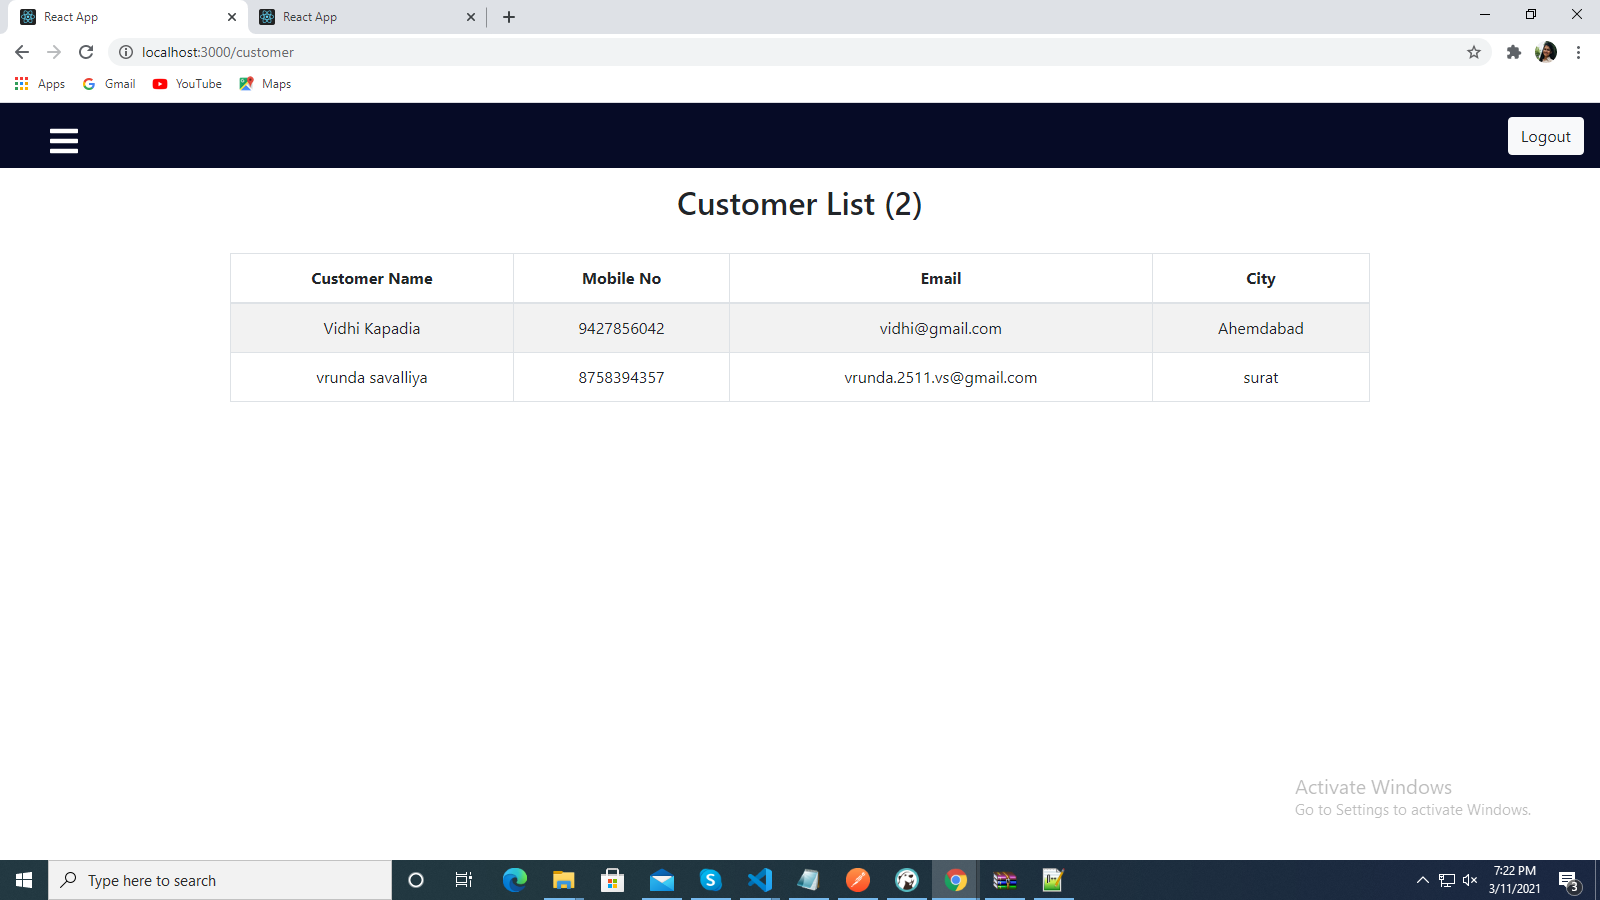 React App
React App
localhost:3000/customer
Apps
Gmail
YouTube
Maps
Logout
Customer List (2)
Customer Name Mobile No Email City
Vidhi Kapadia 9427856042 vidhi@gmail.com Ahemdabad
vrunda savalliya 8758394357 vrunda.2511.vs@gmail.com surat
Activate Windows
Go to Settings to activate Windows.
Type here to search
7:22 PM
3/11/2021
3